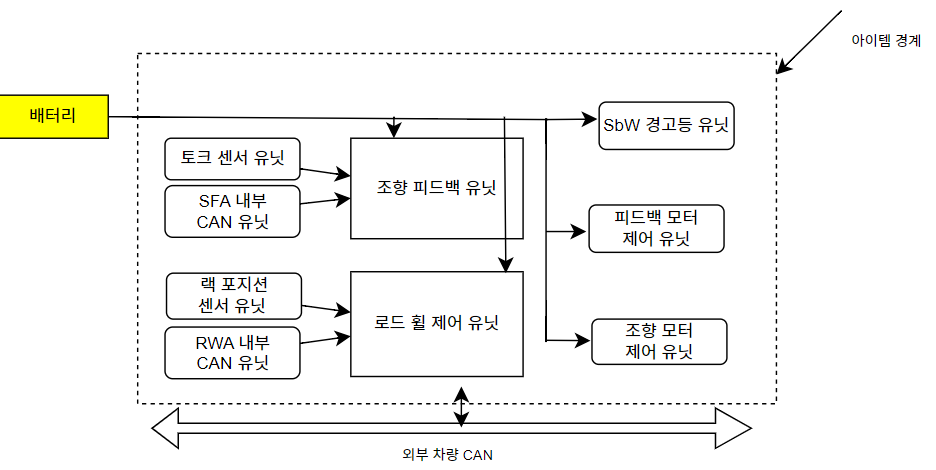 아이템 경계
배터리
SbW 경고등 유닛
토크 센서 유닛
조향 피드백 유닛
SFA 내부
CAN 유닛
피드백 모터
제어 유닛
랙 포지션
센서 유닛
로드 휠 제어 유닛
RWA 내부
CAN 유닛
조향 모터
제어 유닛
외부 차량 CAN